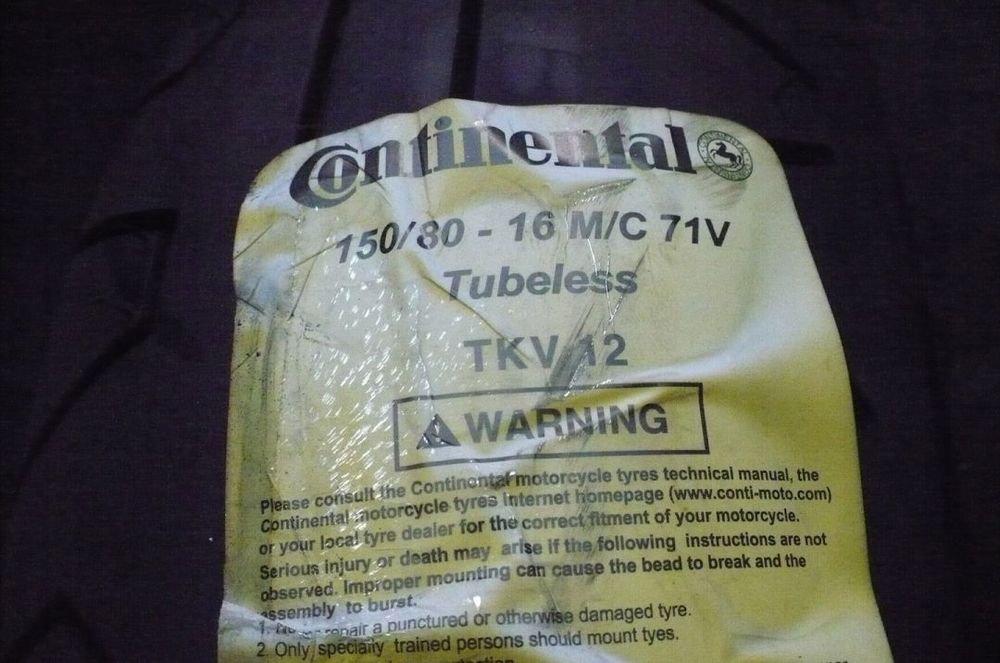 Continental
150/80 - 16 M/C 71V
Tubeless
TKV 12
WARNING
Please consult the Continental motorcycle tyres technical manual, the
Continental motorcycle tyres Internet homepage (www.conti-moto.com)
or your local tyre dealer for the correct fitment of your motorcycle.
Serious injury or death may arise if the following instructions are not
observed. Improper mounting can cause the bead to break and the
assembly to burst.
1. repair a punctured or otherwise damaged tyre.
2. Only specially trained persons should mount tyes.